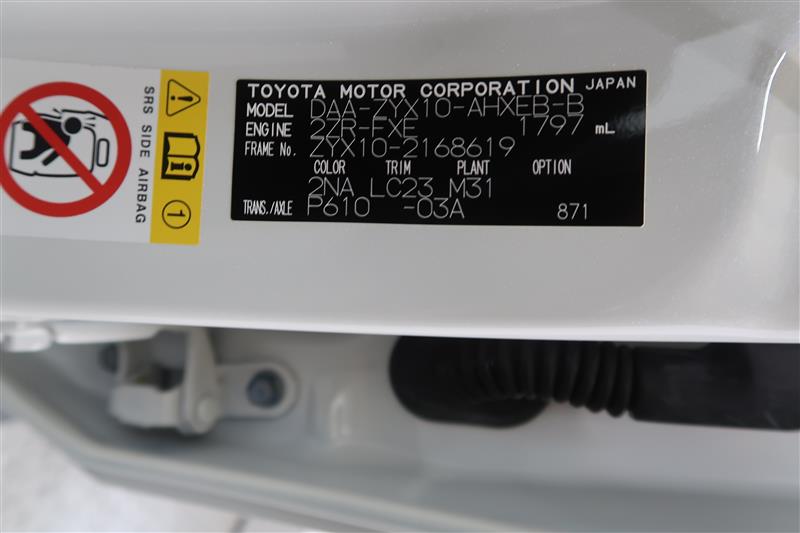 SRS SIDE AIRBAG
1
TOYOTA MOTOR CORPORATION JAPAN
MODEL DAA-ZYX10-AHXEB-B
ENGINE 2ZR-FXE 1797 mL
FRAME No. ZYX10-2168619
COLOR TRIM PLANT OPTION
2NA LC23 M31
TRANS./AXLE P610 -03A 871